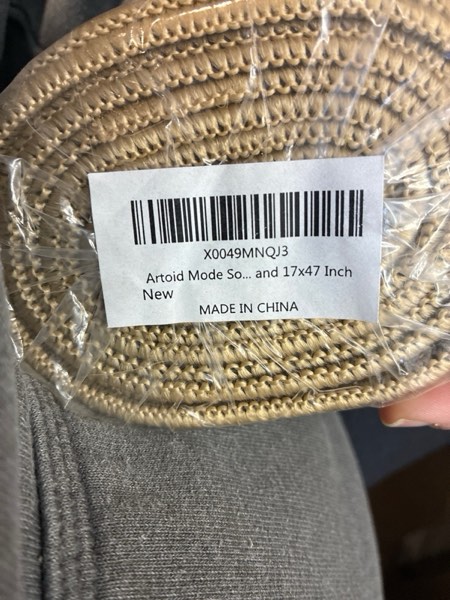 X0049MNQJ3
Artoid Mode So... and 17x47 Inch
New
MADE IN CHINA